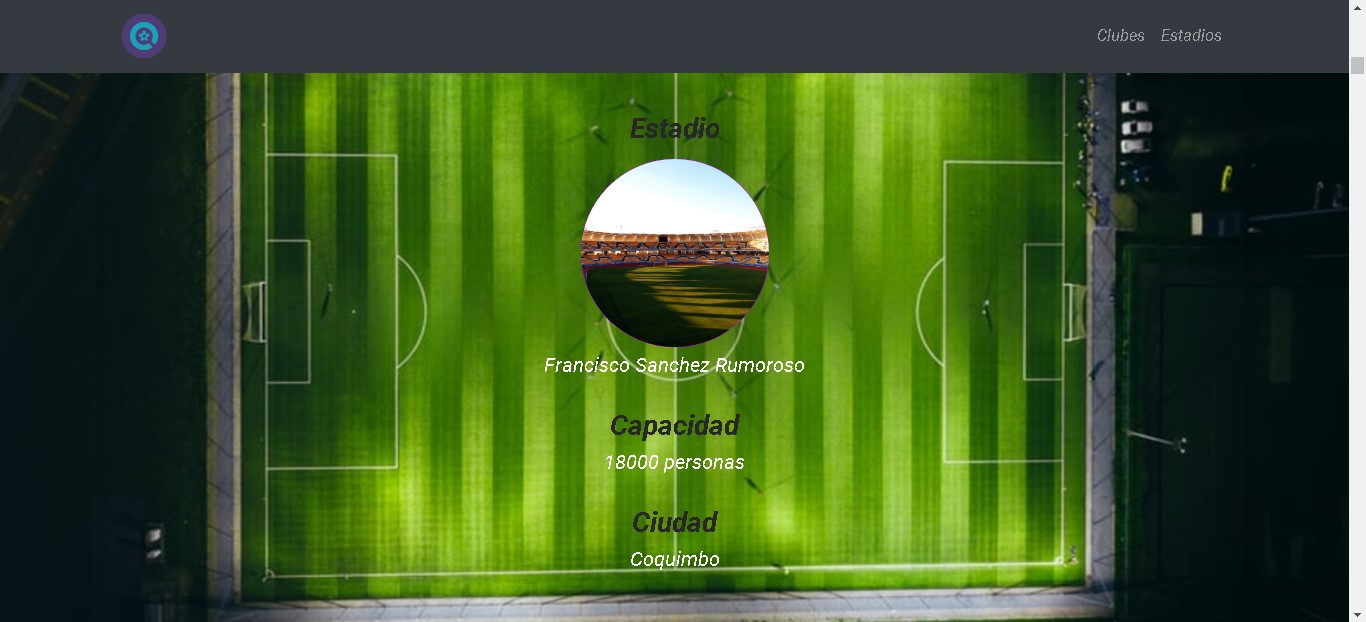 Clubes Estadios
Estadio
Francisco Sanchez Rumoroso
Capacidad
18000 personas
Ciudad
Coquimbo